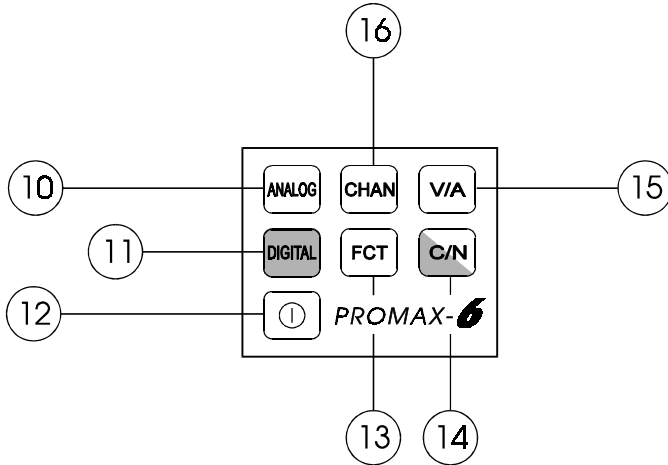 16
10 ANALOG CHAN V/A 15
11 DIGITAL FCT C/N
12 PROMAX-6
13 14